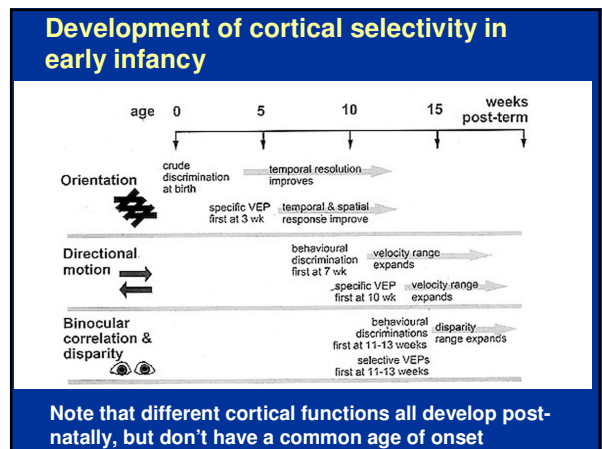 Development of cortical selectivity in
early infancy
age 0 5 10 15 weeks
post-term
Orientation
crude
discrimination
at birth
temporal resolution
improves
specific VEP
first at 3 wk
temporal & spatial
response improve
Directional
motion
behavioural
discrimination
first at 7 wk
velocity range
expands
specific VEP
first at 10 wk
velocity range
expands
Binocular
correlation &
disparity
behavioural
discriminations
first at 11-13 weeks
disparity
range expands
selective VEPs
first at 11-13 weeks
Note that different cortical functions all develop post-
natally, but don't have a common age of onset